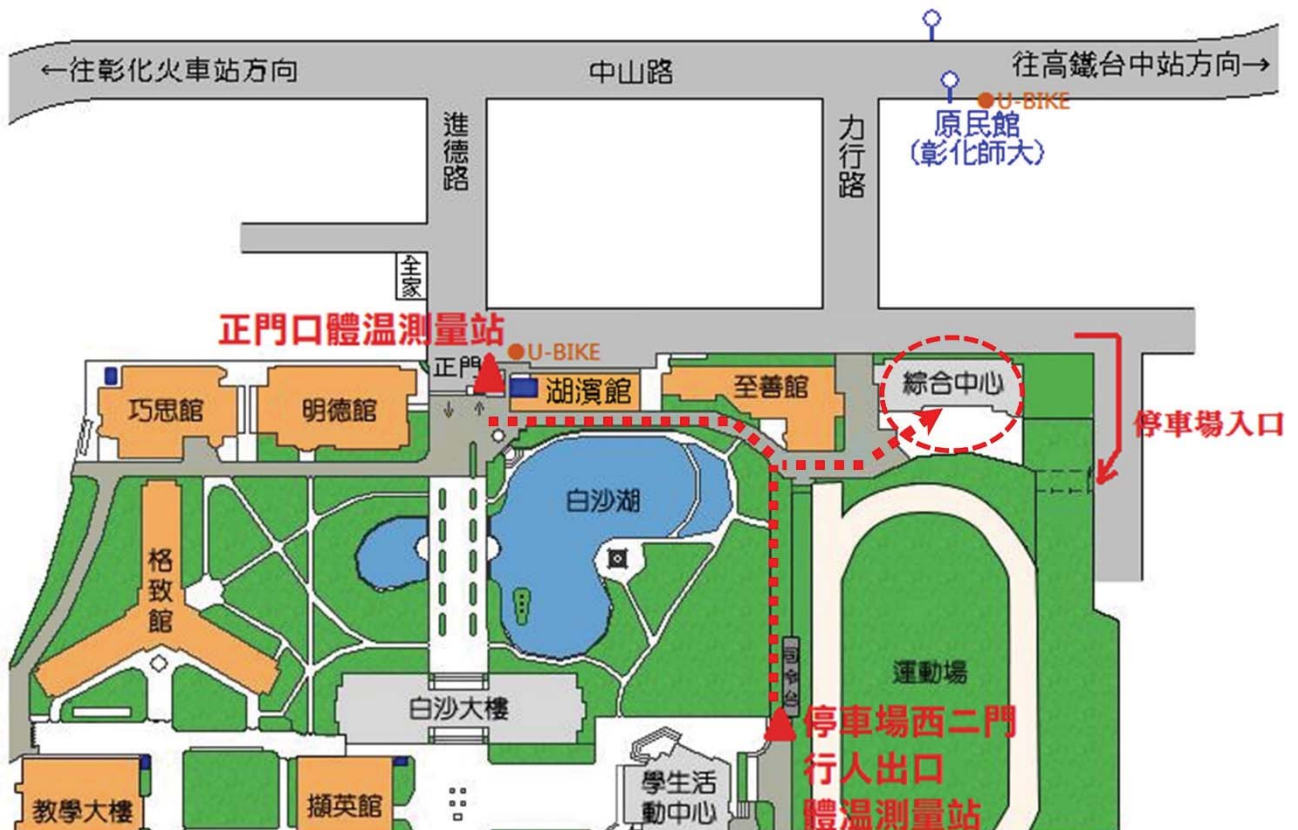 ←往彰化火車站方向
中山路
往高鐵台中站方向→
U-BIKE
原民館
(彰化師大)
進德路
力行路
全家
正門口體溫測量站
正門
U-BIKE
湖濱館
至善館
綜合中心
停車場入口
巧思館
明德館
白沙湖
格致館
司令台
運動場
白沙大樓
停車場西二門
行人出口
體溫測量站
學生活
動中心
教學大樓
擷英館